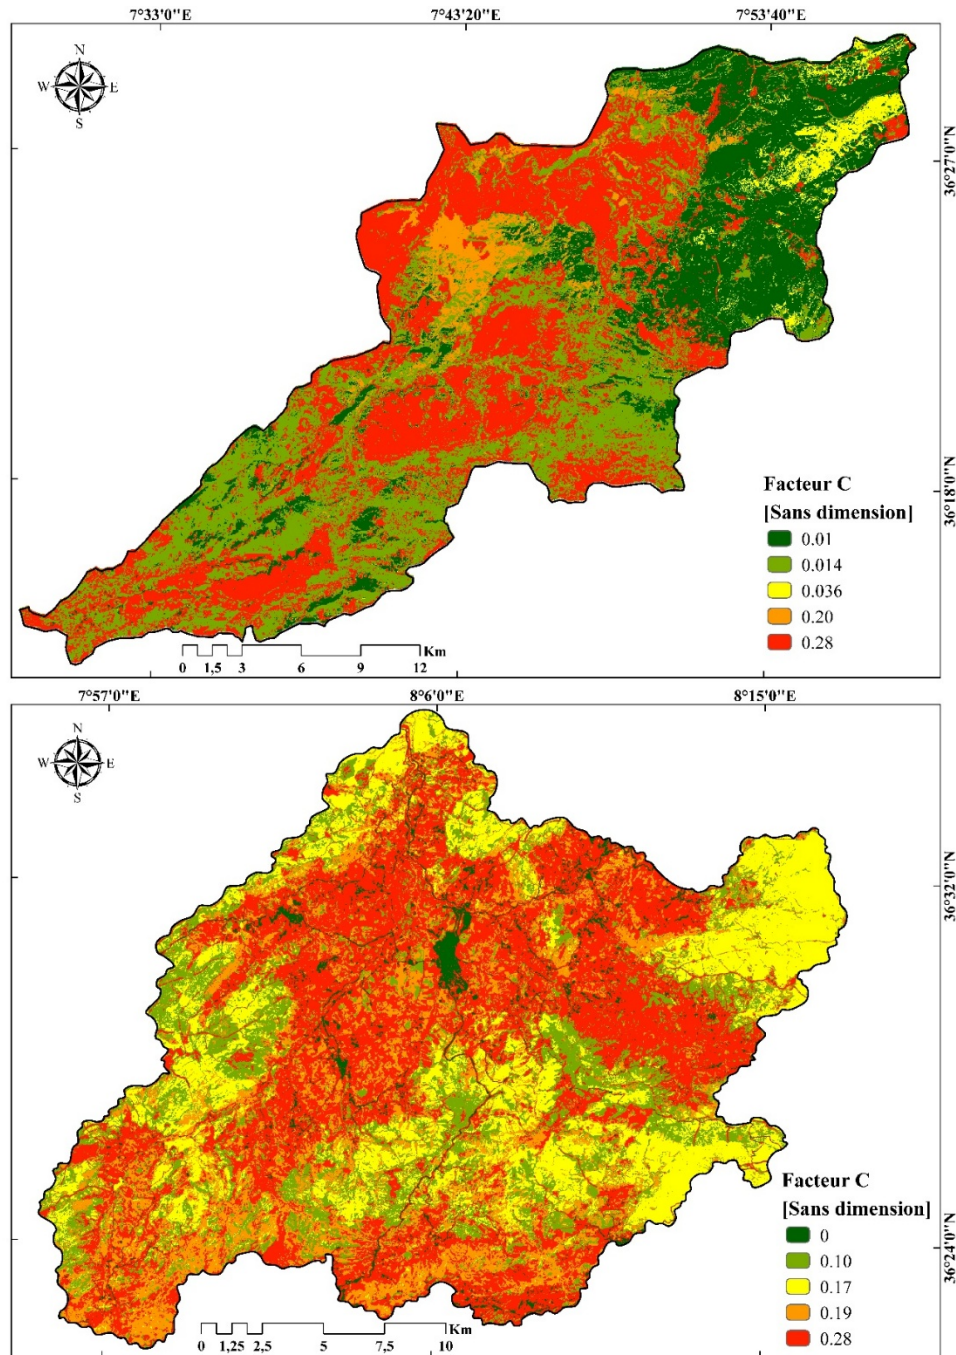 7°33'0"E 7°43'20"E 7°53'40"E
N
W E
S
36°27'0"N
36°18'0"N
Facteur C
[Sans dimension]
0.01
0.014
0.036
0.20
0.28
Km
0 1,5 3 6 9 12
7°57'0"E 8°6'0"E 8°15'0"E
N
W E
S
36°32'0"N
36°24'0"N
Facteur C
[Sans dimension]
0
0.10
0.17
0.19
0.28
Km
0 1,25 2,5 5 7,5 10